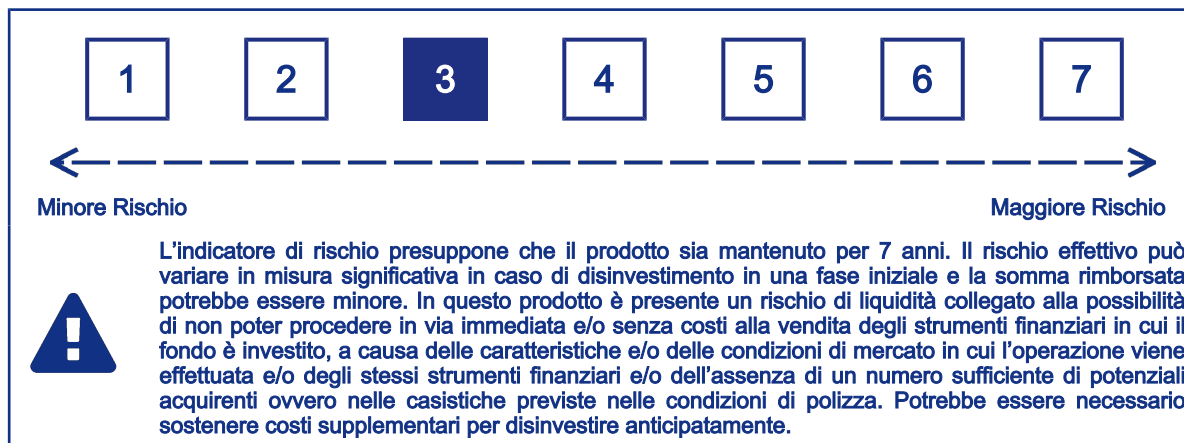 1 2 3 4 5 6 7
Minore Rischio Maggiore Rischio
L'indicatore di rischio presuppone che il prodotto sia mantenuto per 7 anni. Il rischio effettivo può
variare in misura significativa in caso di disinvestimento in una fase iniziale e la somma rimborsata
potrebbe essere minore. In questo prodotto è presente un rischio di liquidità collegato alla possibilità
di non poter procedere in via immediata e/o senza costi alla vendita degli strumenti finanziari in cui il
fondo è investito, a causa delle caratteristiche e/o delle condizioni di mercato in cui l'operazione viene
effettuata e/o degli stessi strumenti finanziari e/o dell'assenza di un numero sufficiente di potenziali
acquirenti ovvero nelle casistiche previste nelle condizioni di polizza. Potrebbe essere necessario
sostenere costi supplementari per disinvestire anticipatamente.